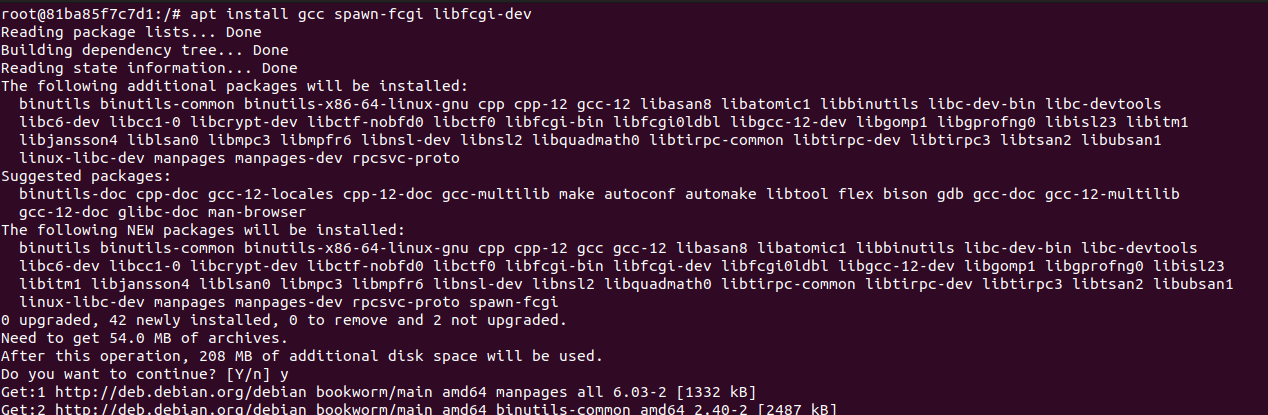 root@81ba85f7c7d1:/# apt install gcc spawn-fcgi libfcgi-dev
Reading package lists... Done
Building dependency tree... Done
Reading state information... Done
The following additional packages will be installed:
  binutils binutils-common binutils-x86-64-linux-gnu cpp cpp-12 gcc-12 libasan8 libatomic1 libbinutils libc-dev-bin libc-devtools
  libc6-dev libcc1-0 libcrypt-dev libctf-nobfd0 libctf0 libfcgi-bin libfcgi0ldbl libgcc-12-dev libgomp1 libgprofng0 libisl23 libitm1
  libjansson4 liblsan0 libmpc3 libmpfr6 libnsl-dev libnsl2 libquadmath0 libtirpc-common libtirpc-dev libtirpc3 libtsan2 libubsan1
  linux-libc-dev manpages manpages-dev rpcsvc-proto
Suggested packages:
  binutils-doc cpp-doc gcc-12-locales cpp-12-doc gcc-multilib make autoconf automake libtool flex bison gdb gcc-doc gcc-12-multilib
  gcc-12-doc glibc-doc man-browser
The following NEW packages will be installed:
  binutils binutils-common binutils-x86-64-linux-gnu cpp cpp-12 gcc gcc-12 libasan8 libatomic1 libbinutils libc-dev-bin libc-devtools
  libc6-dev libcc1-0 libcrypt-dev libctf-nobfd0 libctf0 libfcgi-bin libfcgi-dev libfcgi0ldbl libgcc-12-dev libgomp1 libgprofng0 libisl23
  libitm1 libjansson4 liblsan0 libmpc3 libmpfr6 libnsl-dev libnsl2 libquadmath0 libtirpc-common libtirpc-dev libtirpc3 libtsan2 libubsan1
  linux-libc-dev manpages manpages-dev rpcsvc-proto spawn-fcgi
0 upgraded, 42 newly installed, 0 to remove and 2 not upgraded.
Need to get 54.0 MB of archives.
After this operation, 208 MB of additional disk space will be used.
Do you want to continue? [Y/n] y
Get:1 http://deb.debian.org/debian bookworm/main amd64 manpages all 6.03-2 [1332 kB]
Get:2 http://deb.debian.org/debian bookworm/main amd64 binutils-common amd64 2.40-2 [2487 kB]